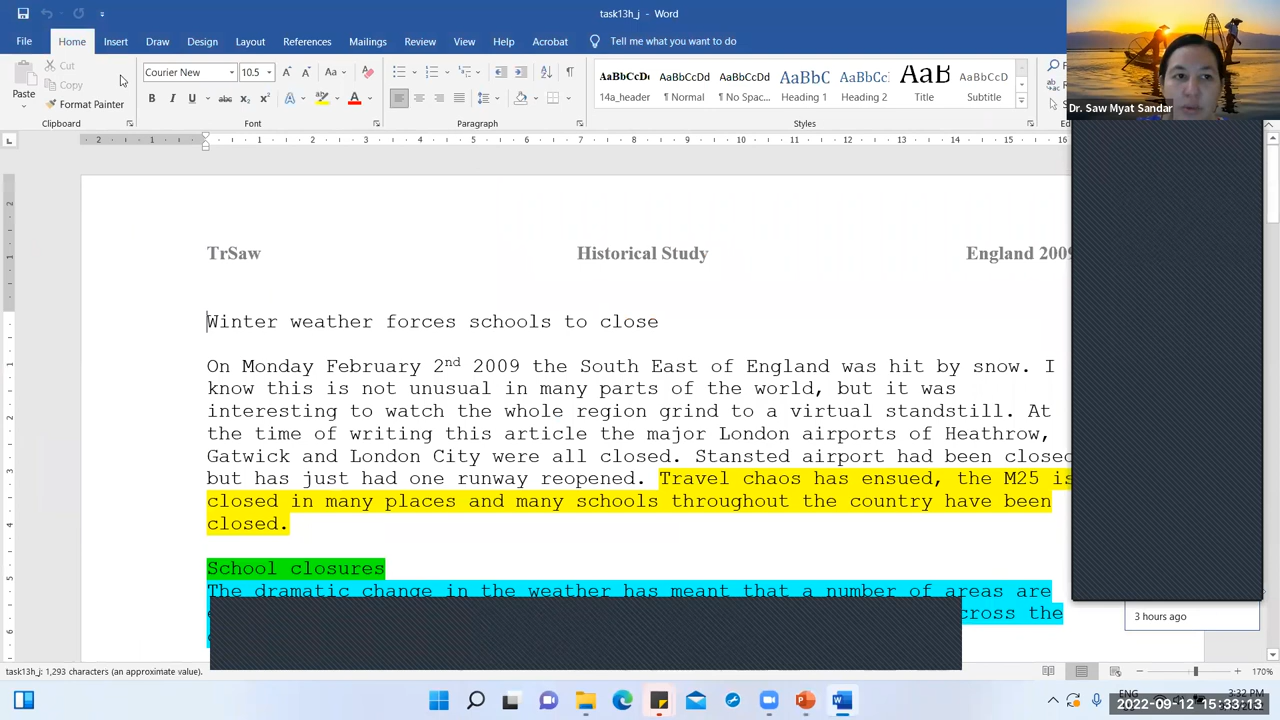 task13h_j - Word
File Home Insert Draw Design Layout References Mailings Review View Help Acrobat Tell me what you want to do
Dr. Saw Myat Sandar
Paste
Cut
Copy
Format Painter
Clipboard
Courier New 10.5
Font
Paragraph
AaBbCcDc AaBbCcDd AaBbCcDd AaBbC AaBbCc AaB AaBbCcDd
14a_header ¶ Normal ¶ No Spac... Heading 1 Heading 2 Title Subtitle
Styles
TrSaw Historical Study England 2009
Winter weather forces schools to close
On Monday February 2nd 2009 the South East of England was hit by snow. I
know this is not unusual in many parts of the world, but it was
interesting to watch the whole region grind to a virtual standstill. At
the time of writing this article the major London airports of Heathrow,
Gatwick and London City were all closed. Stansted airport had been closed
but has just had one runway reopened. Travel chaos has ensued, the M25 is
closed in many places and many schools throughout the country have been
closed.
School closures
The dramatic change in the weather has meant that a number of areas are
cross the
3 hours ago
task13h_j: 1,293 characters (an approximate value).
170%
ENG
3:32 PM
2022-09-12 15:33:13